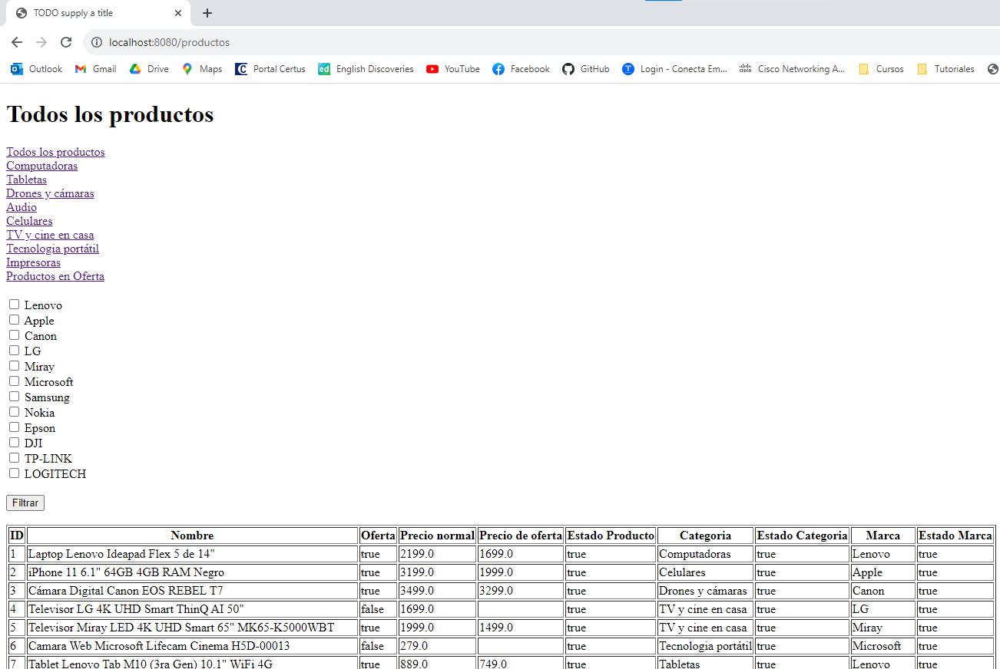 TODO supply a title
localhost:8080/productos
Outlook Gmail Drive Maps Portal Certus English Discoveries YouTube Facebook GitHub Login - Conecta Em... Cisco Networking A... Cursos Tutoriales
Todos los productos
Todos los productos
Computadoras
Tabletas
Drones y cámaras
Audio
Celulares
TV y cine en casa
Tecnologia portátil
Impresoras
Productos en Oferta
Lenovo
Apple
Canon
LG
Miray
Microsoft
Samsung
Nokia
Epson
DJI
TP-LINK
LOGITECH
Filtrar
ID Nombre Oferta Precio normal Precio de oferta Estado Producto Categoria Estado Categoria Marca Estado Marca
1 Laptop Lenovo Ideapad Flex 5 de 14" true 2199.0 1699.0 true Computadoras true Lenovo true
2 iPhone 11 6.1" 64GB 4GB RAM Negro true 3199.0 1999.0 true Celulares true Apple true
3 Cámara Digital Canon EOS REBEL T7 true 3499.0 3299.0 true Drones y cámaras true Canon true
4 Televisor LG 4K UHD Smart ThinQ AI 50" false 1699.0 true TV y cine en casa true LG true
5 Televisor Miray LED 4K UHD Smart 65" MK65-K5000WBT true 1999.0 1499.0 true TV y cine en casa true Miray true
6 Camara Web Microsoft Lifecam Cinema H5D-00013 false 279.0 true Tecnologia portátil true Microsoft true
7 Tablet Lenovo Tab M10 (3ra Gen) 10.1" WiFi 4G true 889.0 749.0 true Tabletas true Lenovo true